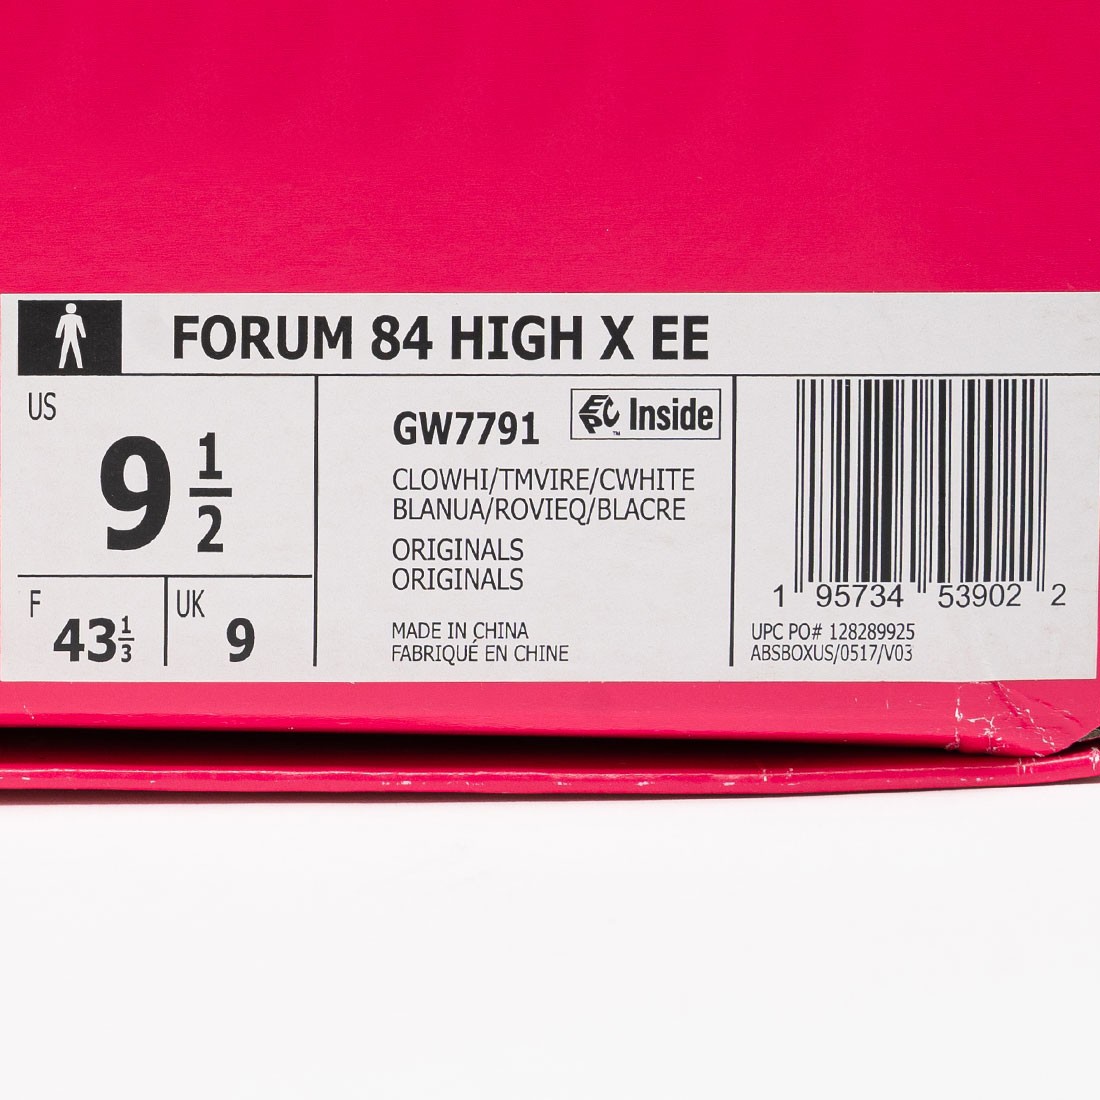 FORUM 84 HIGH X EE
US
9 1/2
F
43 1/3
UK
9
GW7791
EPC™ Inside
CLOWHI/TMVIRE/CWHITE
BLANUA/ROVIEQ/BLACRE
ORIGINALS
ORIGINALS
MADE IN CHINA
FABRIQUÉ EN CHINE
1 95734 53902 2
UPC PO# 128289925
ABSBOXUS/0517/V03